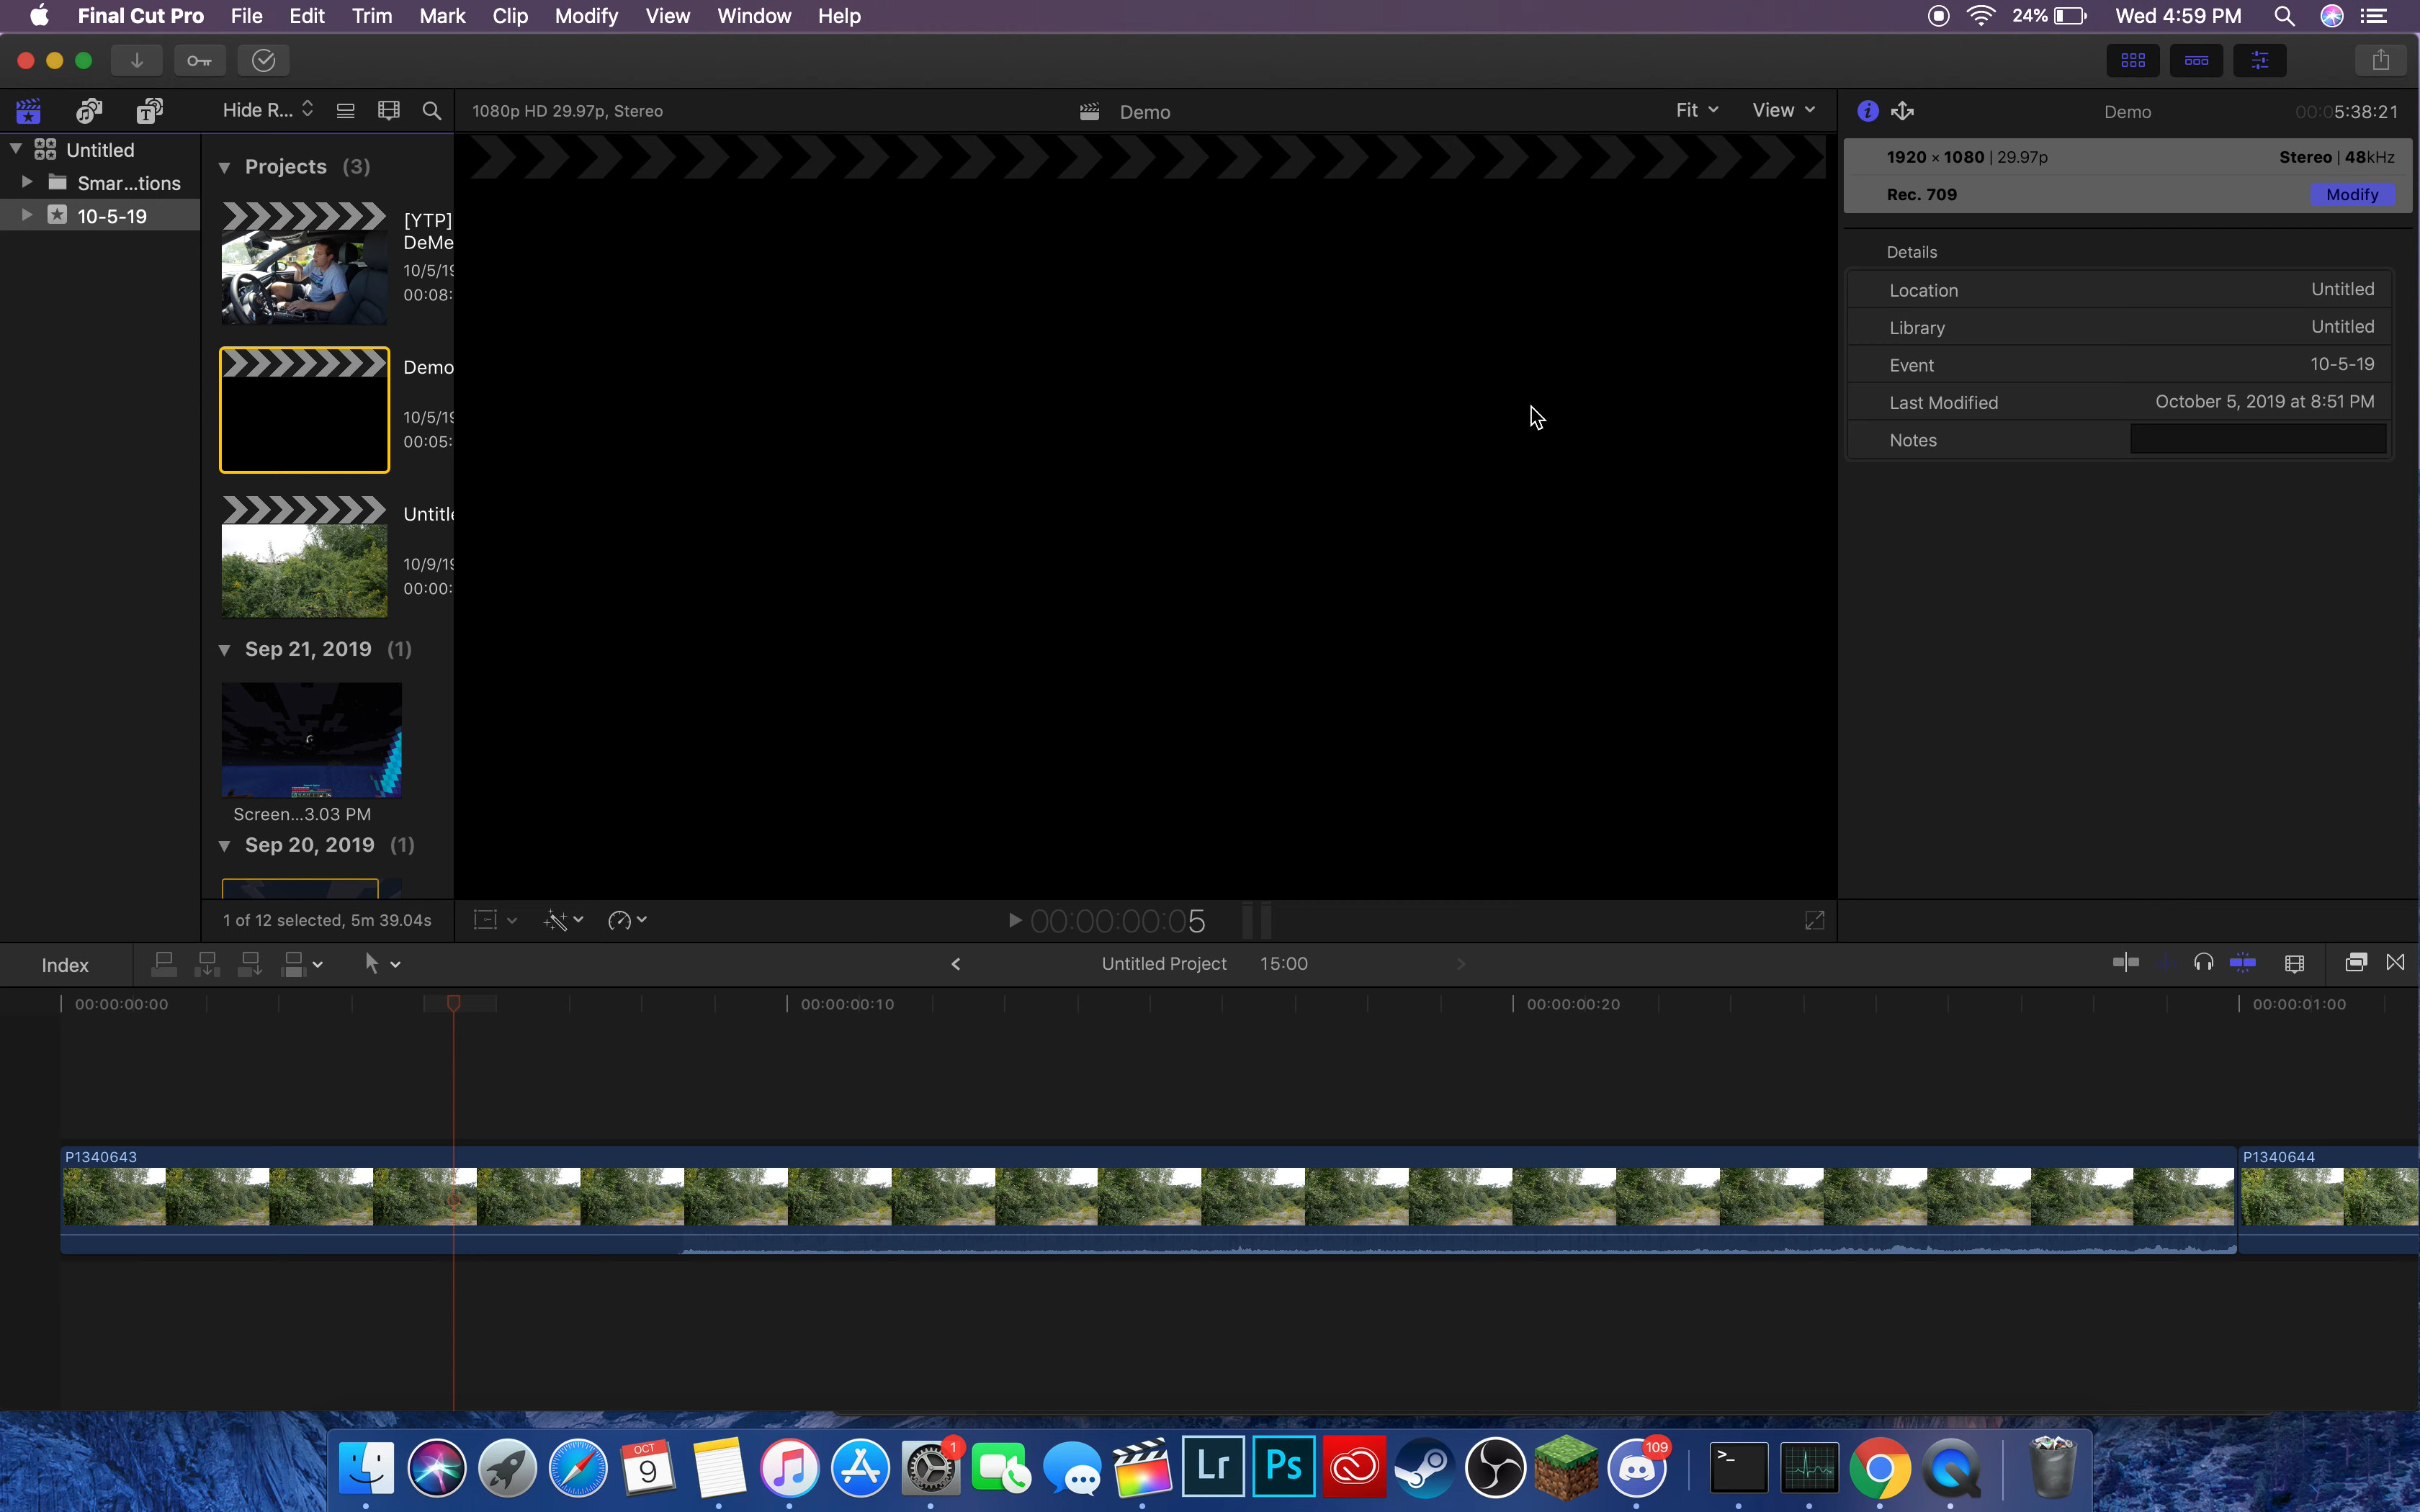 Final Cut Pro File Edit Trim Mark Clip Modify View Window Help 24% Wed 4:59 PM
Hide R... 1080p HD 29.97p, Stereo Demo Fit View Demo 00:05:38:21
Untitled
Smar...tions
10-5-19
Projects (3)
[YTP]
DeMe
10/5/19
00:08:
Demo
10/5/19
00:05:
Untitle
10/9/19
00:00:
Sep 21, 2019 (1)
Screen...3.03 PM
Sep 20, 2019 (1)
1 of 12 selected, 5m 39.04s
00:00:00:05
1920 × 1080 | 29.97p Stereo | 48kHz
Rec. 709 Modify
Details
Location Untitled
Library Untitled
Event 10-5-19
Last Modified October 5, 2019 at 8:51 PM
Notes
Index Untitled Project 15:00
00:00:00:00 00:00:00:10 00:00:00:20 00:00:01:00
P1340643 P1340644
OCT
9
1
Lr
Ps
109
>_